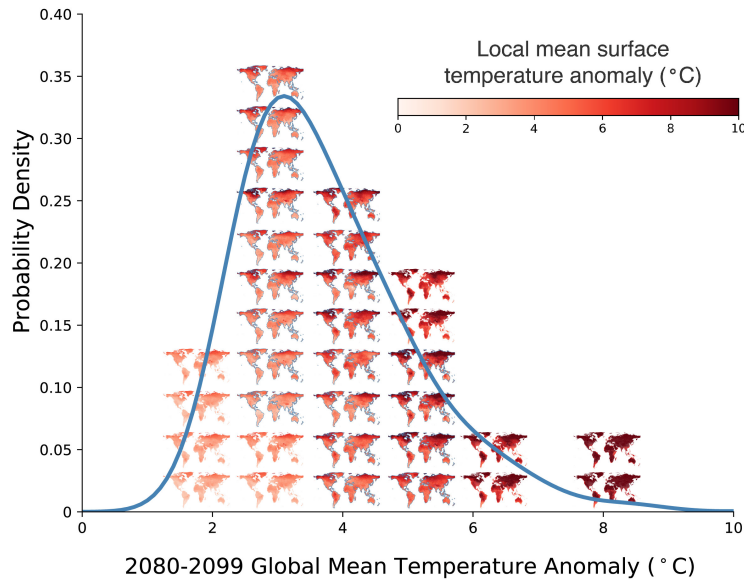 0.40
0.35
0.30
0.25
0.20
0.15
0.10
0.05
0
Probability Density
Local mean surface
temperature anomaly (°C)
0 2 4 6 8 10
0 2 4 6 8 10
2080-2099 Global Mean Temperature Anomaly (°C)